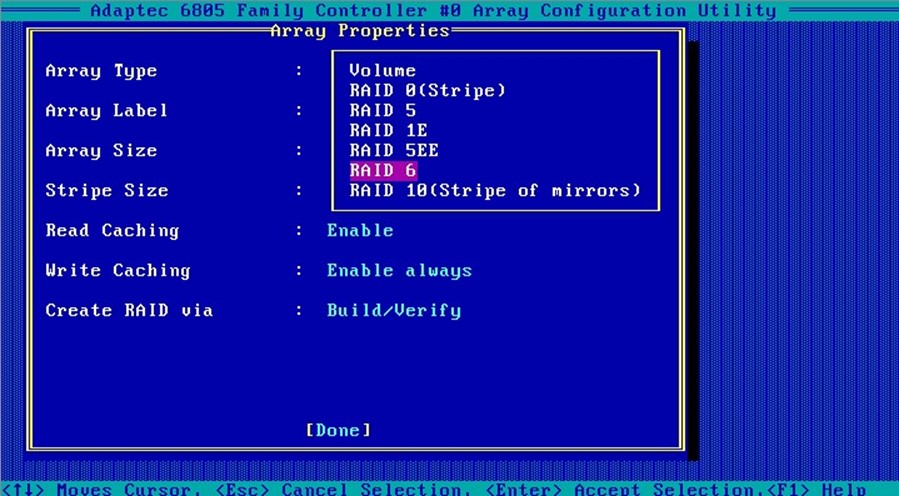 Adaptec 6805 Family Controller #0 Array Configuration Utility
Array Properties
Array Type :
Volume
RAID 0(Stripe)
Array Label :
RAID 5
RAID 1E
Array Size :
RAID 5EE
RAID 6
Stripe Size :
RAID 10(Stripe of mirrors)
Read Caching : Enable
Write Caching : Enable always
Create RAID via : Build/Verify
[Done]
<↑↓> Moves Cursor, <Esc> Cancel Selection, <Enter> Accept Selection,<F1> Help